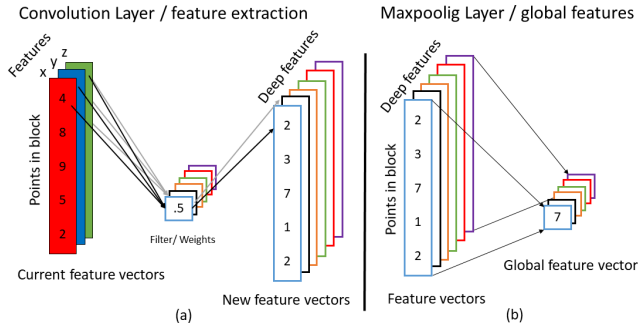 Convolution Layer / feature extraction
Features
x y z
Points in block
4
8
9
5
2
Current feature vectors
.5
Filter/ Weights
Deep features
2
3
7
1
2
New feature vectors
(a)
Maxpoolig Layer / global features
Deep features
Points in block
2
3
7
1
2
Feature vectors
7
Global feature vector
(b)